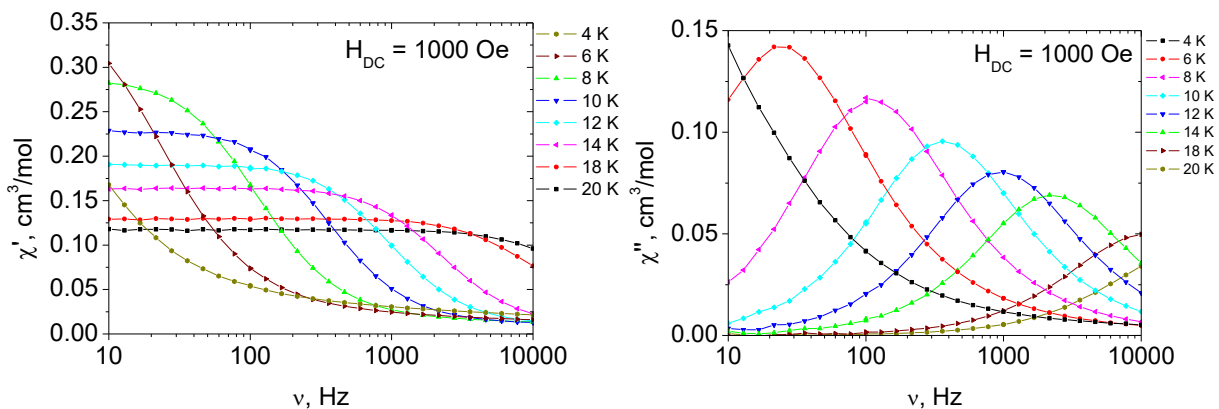 0.35
0.30
0.25
0.20
0.15
0.10
0.05
0.00
χ', cm³/mol
10
100
1000
10000
ν, Hz
H_DC = 1000 Oe
4 K
6 K
8 K
10 K
12 K
14 K
18 K
20 K
0.15
0.10
0.05
0.00
χ'', cm³/mol
10
100
1000
10000
ν, Hz
H_DC = 1000 Oe
4 K
6 K
8 K
10 K
12 K
14 K
18 K
20 K